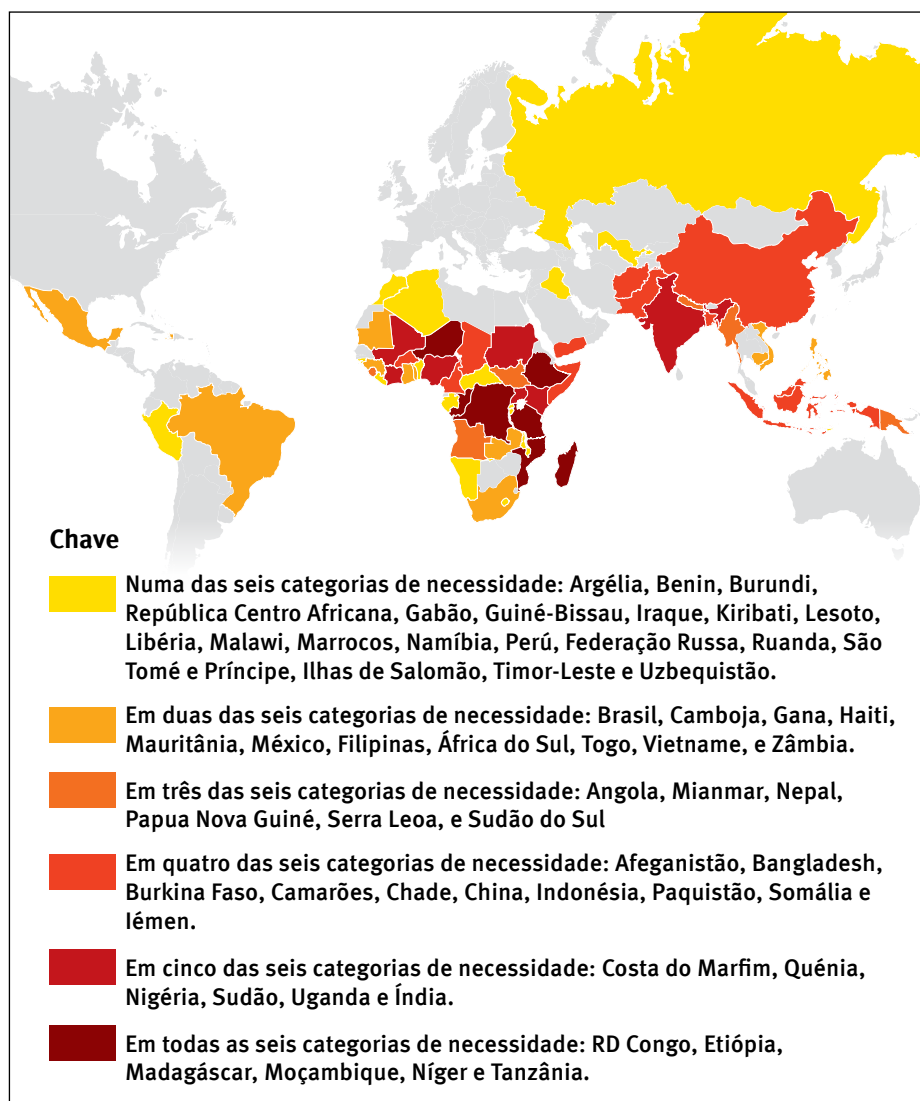 Chave
Numa das seis categorias de necessidade: Argélia, Benin, Burundi,
República Centro Africana, Gabão, Guiné-Bissau, Iraque, Kiribati, Lesoto,
Libéria, Malawi, Marrocos, Namíbia, Perú, Federação Russa, Ruanda, São
Tomé e Príncipe, Ilhas de Salomão, Timor-Leste e Uzbequistão.
Em duas das seis categorias de necessidade: Brasil, Camboja, Gana, Haiti,
Mauritânia, México, Filipinas, África do Sul, Togo, Vietname, e Zâmbia.
Em três das seis categorias de necessidade: Angola, Mianmar, Nepal,
Papua Nova Guiné, Serra Leoa, e Sudão do Sul
Em quatro das seis categorias de necessidade: Afeganistão, Bangladesh,
Burkina Faso, Camarões, Chade, China, Indonésia, Paquistão, Somália e
Iémen.
Em cinco das seis categorias de necessidade: Costa do Marfim, Quénia,
Nigéria, Sudão, Uganda e Índia.
Em todas as seis categorias de necessidade: RD Congo, Etiópia,
Madagáscar, Moçambique, Níger e Tanzânia.